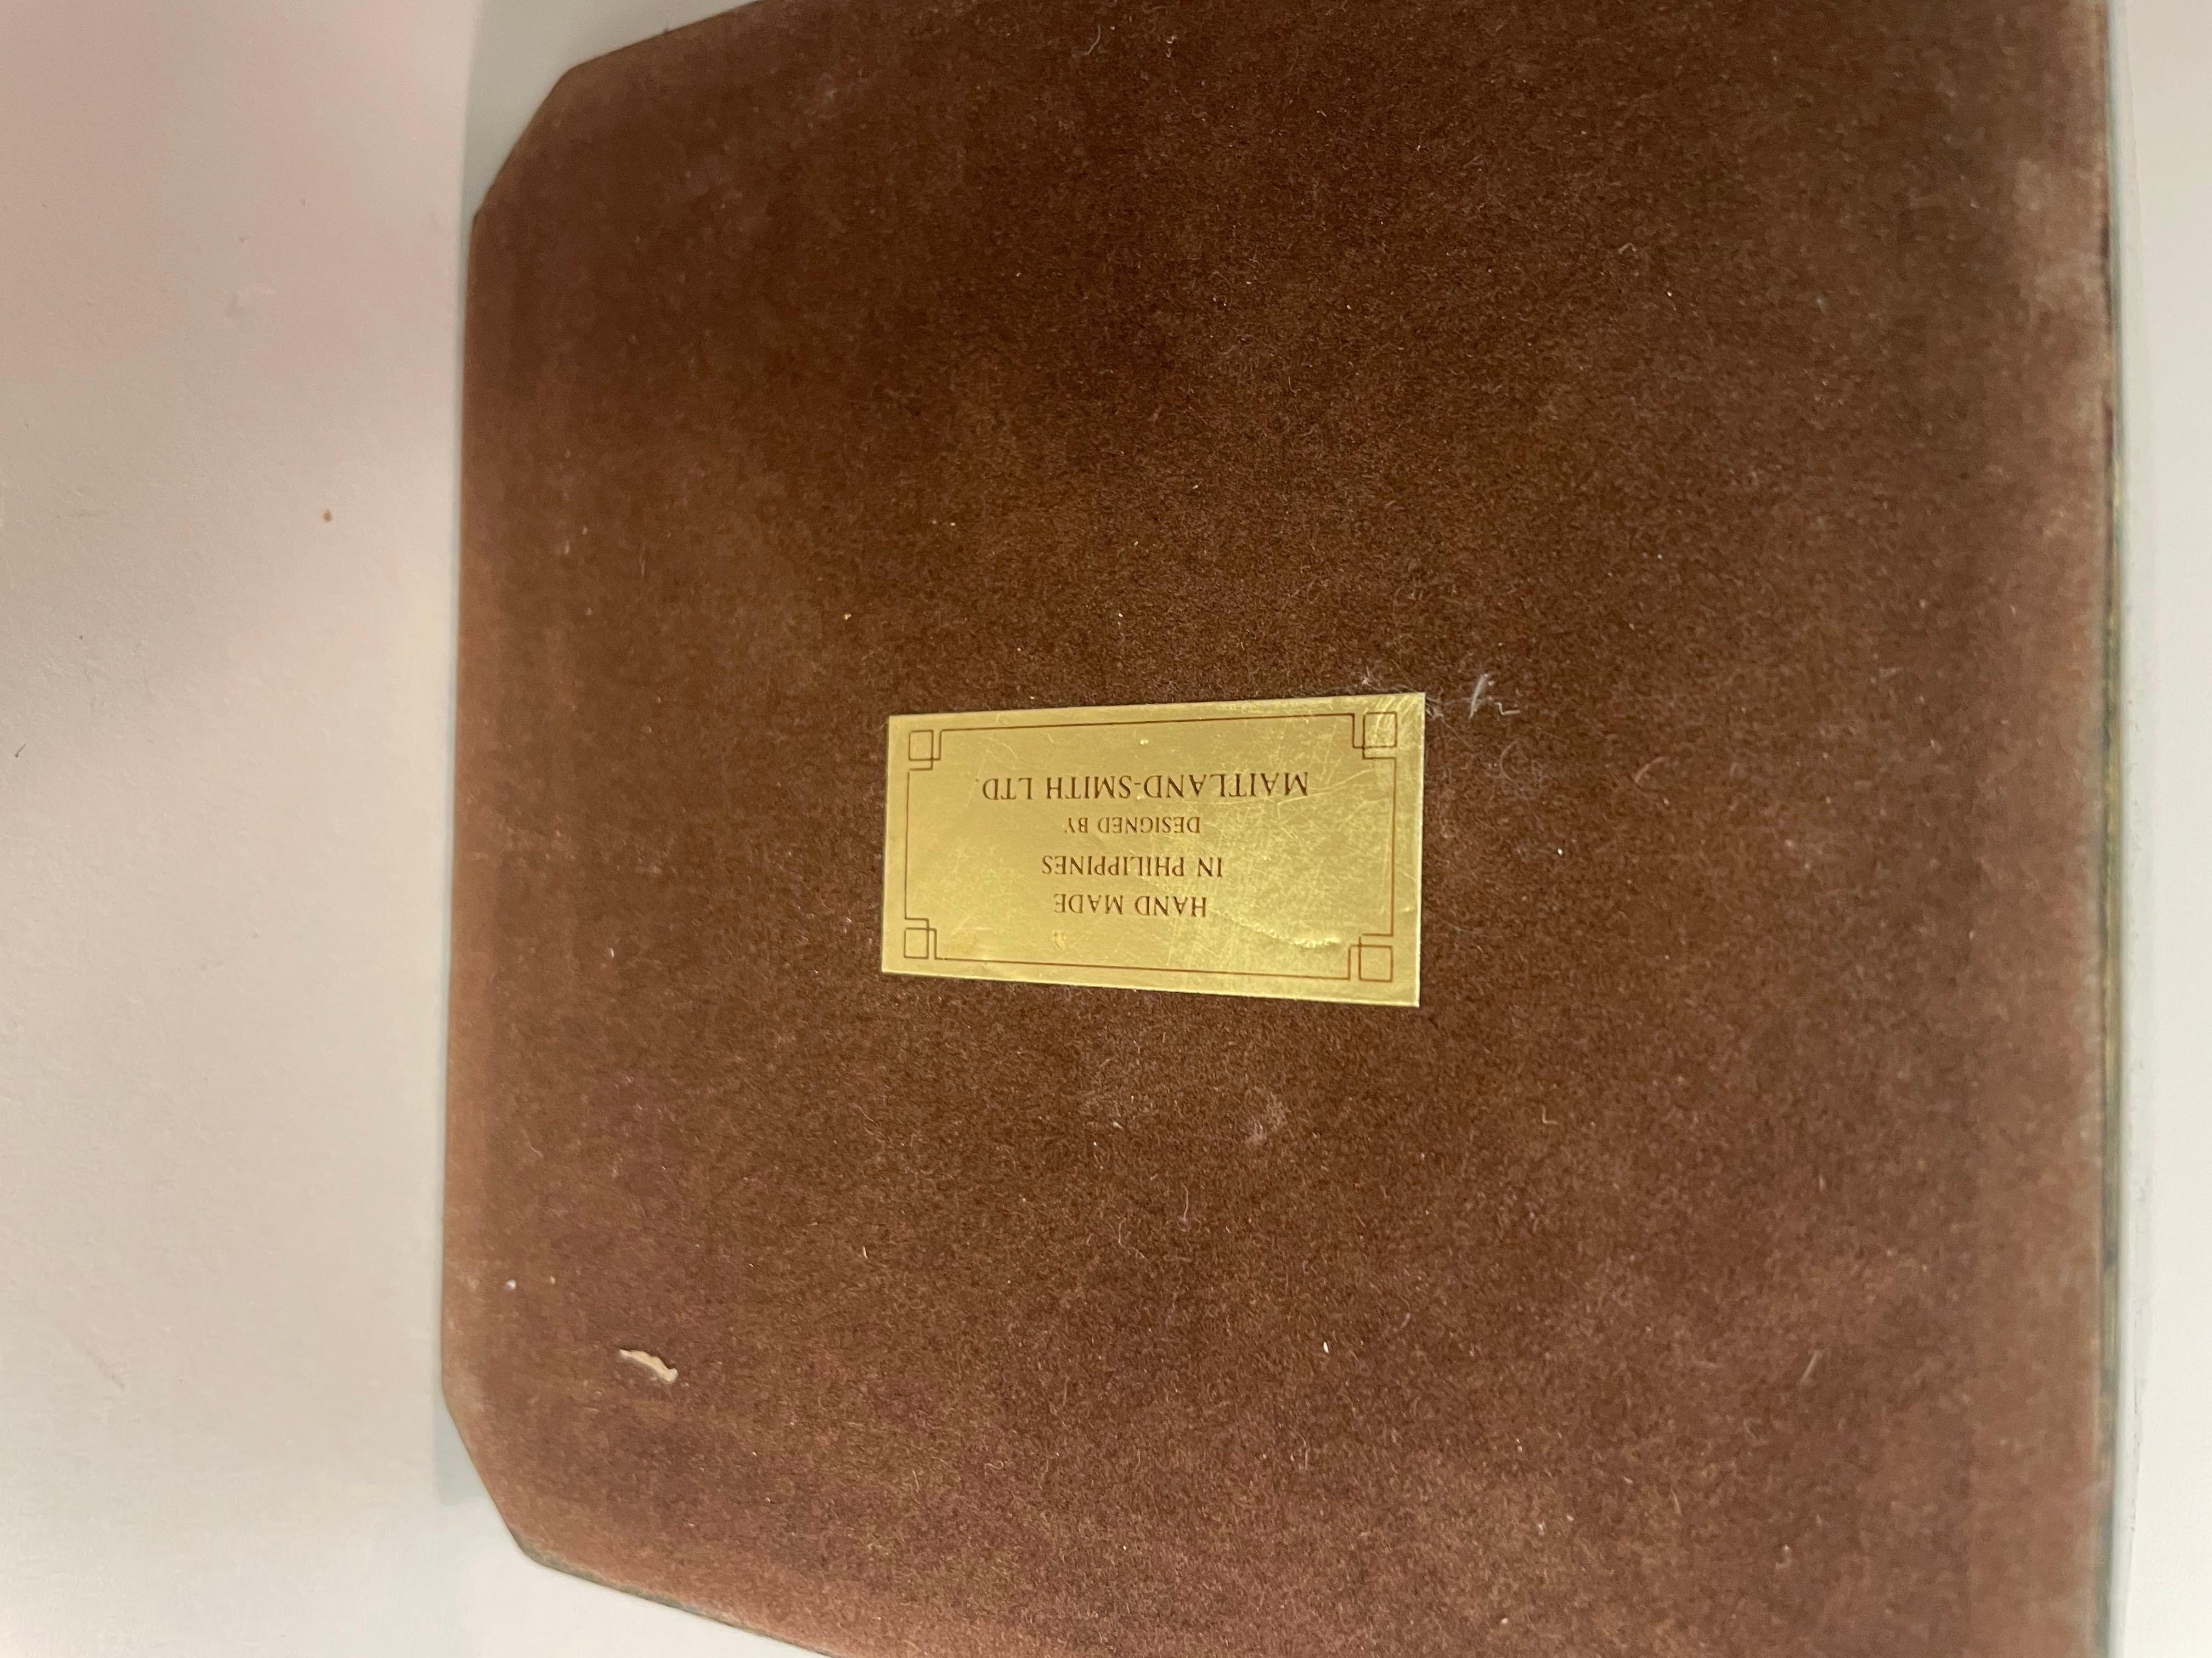 HAND MADE
IN PHILIPPINES
DESIGNED BY
MAITLAND-SMITH LTD.